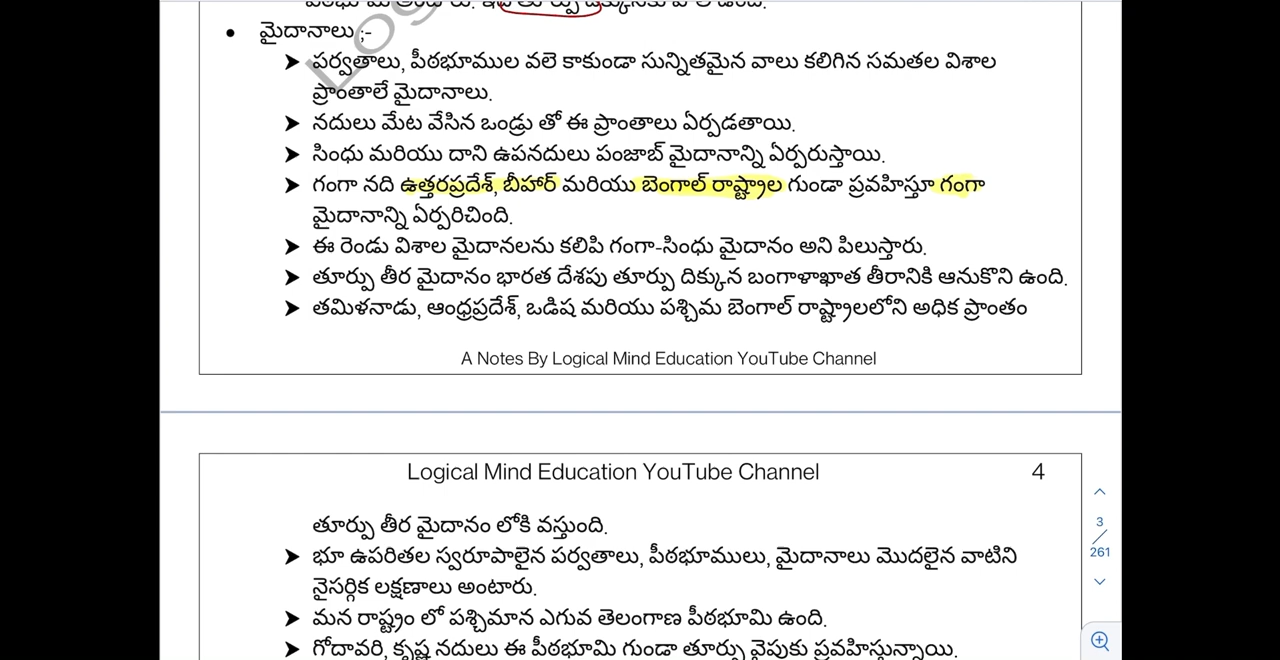 • మైదానాలు ;-
➤ పర్వతాలు, పీఠభూముల వలె కాకుండా సున్నితమైన వాలు కలిగిన సమతల విశాల
ప్రాంతాలే మైదానాలు.
➤ నదులు మేట వేసిన ఒండ్రు తో ఈ ప్రాంతాలు ఏర్పడతాయి.
➤ సింధు మరియు దాని ఉపనదులు పంజాబ్ మైదానాన్ని ఏర్పరుస్తాయి.
➤ గంగా నది ఉత్తరప్రదేశ్, బీహార్ మరియు బెంగాల్ రాష్ట్రాల గుండా ప్రవహిస్తూ గంగా
మైదానాన్ని ఏర్పరిచింది.
➤ ఈ రెండు విశాల మైదానలను కలిపి గంగా-సింధు మైదానం అని పిలుస్తారు.
➤ తూర్పు తీర మైదానం భారత దేశపు తూర్పు దిక్కున బంగాళాఖాత తీరానికి ఆనుకొని ఉంది.
➤ తమిళనాడు, ఆంధ్రప్రదేశ్, ఒడిష మరియు పశ్చిమ బెంగాల్ రాష్ట్రాలలోని అధిక ప్రాంతం
A Notes By Logical Mind Education YouTube Channel
Logical Mind Education YouTube Channel 4
తూర్పు తీర మైదానం లోకి వస్తుంది.
➤ భూ ఉపరితల స్వరూపాలైన పర్వతాలు, పీఠభూములు, మైదానాలు మొదలైన వాటిని
నైసర్గిక లక్షణాలు అంటారు.
➤ మన రాష్ట్రం లో పశ్చిమాన ఎగువ తెలంగాణ పీఠభూమి ఉంది.
➤ గోదావరి, కృష్ణ నదులు ఈ పీఠభూమి గుండా తూర్పు వైపుకు ప్రవహిస్తున్నాయి.
3
261